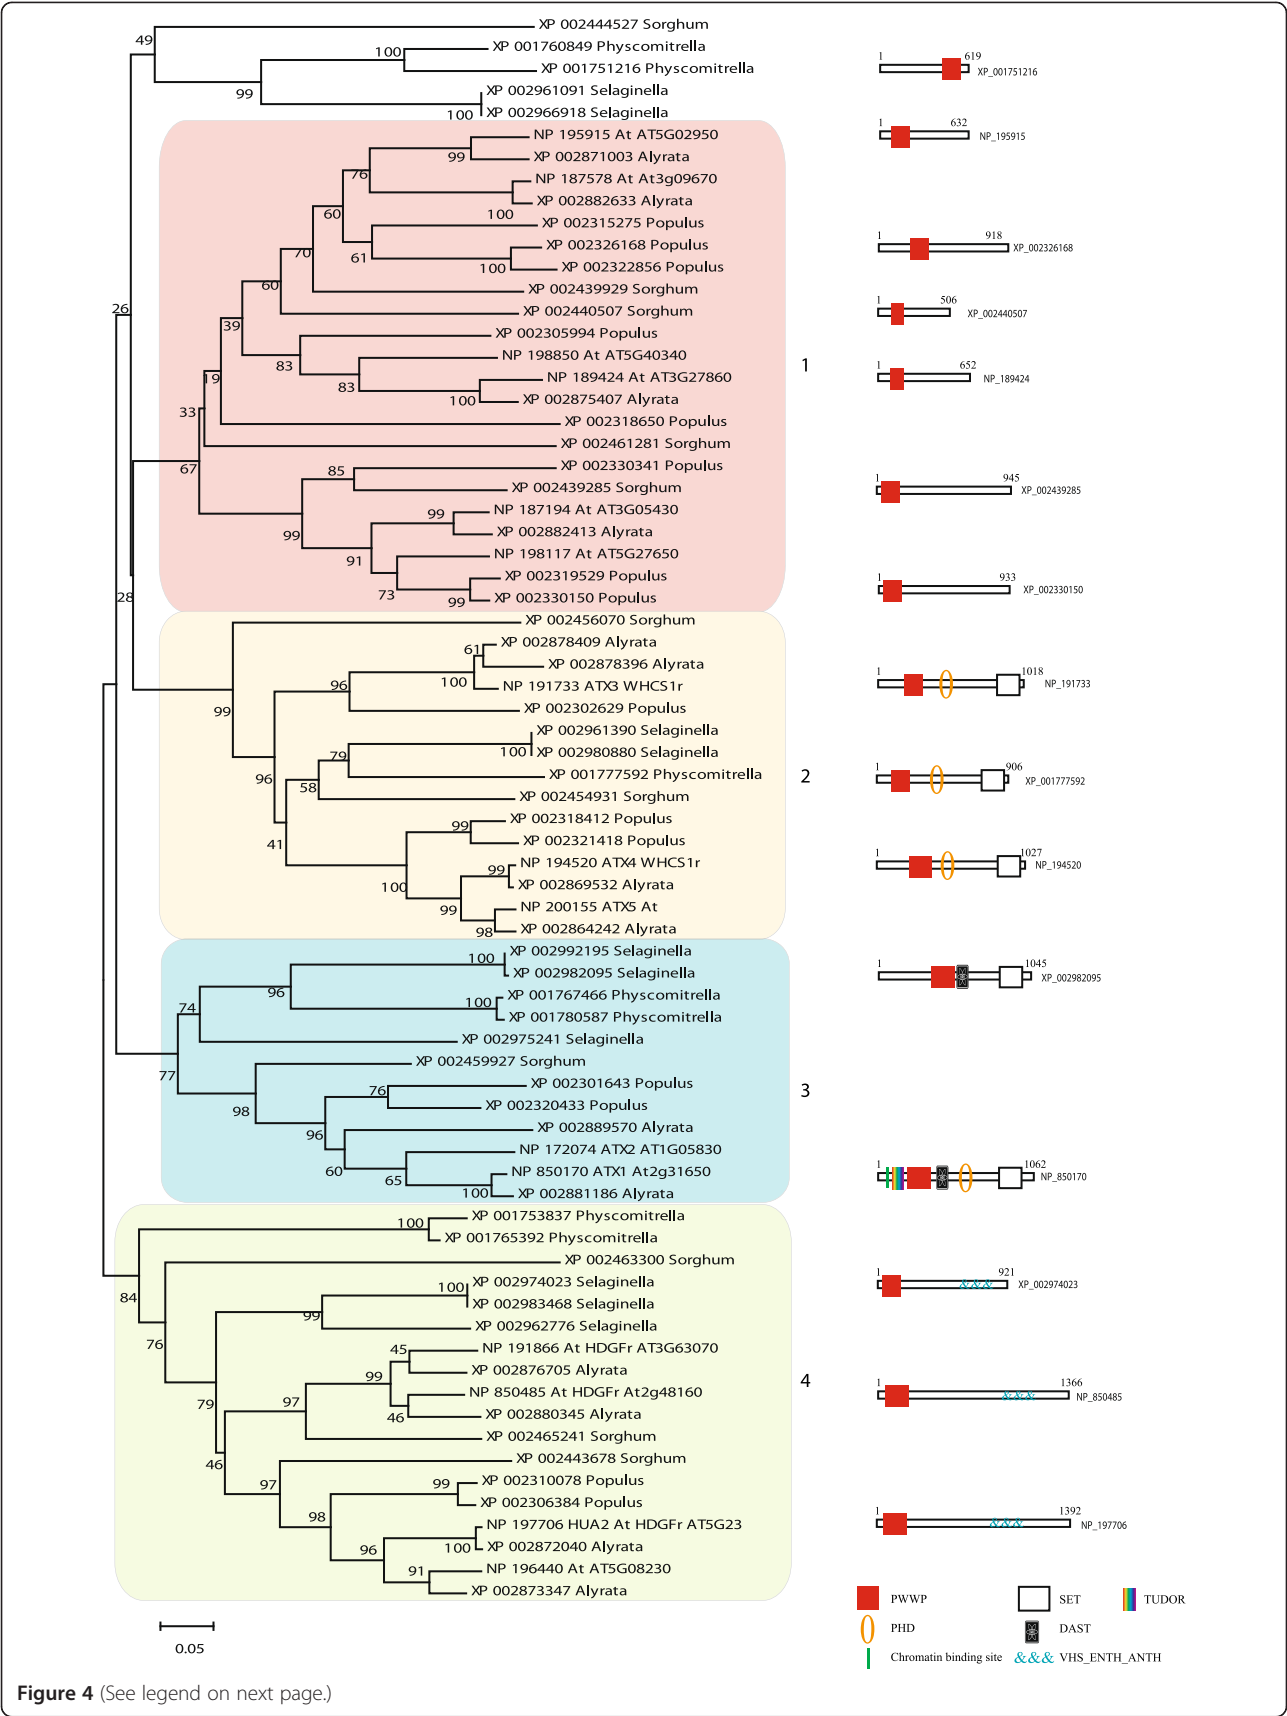 XP 002444527 Sorghum
49
XP 001760849 Physcomitrella
100
XP 001751216 Physcomitrella
99
XP 002961091 Selaginella
XP 002966918 Selaginella
100
NP 195915 At AT5G02950
99
XP 002871003 Alyrata
76
NP 187578 At At3g09670
XP 002882633 Alyrata
100
60
XP 002315275 Populus
XP 002326168 Populus
61
100
XP 002322856 Populus
70
XP 002439929 Sorghum
60
XP 002440507 Sorghum
26
39
XP 002305994 Populus
83
NP 198850 At AT5G40340
83
NP 189424 At AT3G27860
100
XP 002875407 Alyrata
19
33
XP 002318650 Populus
XP 002461281 Sorghum
67
85
XP 002330341 Populus
XP 002439285 Sorghum
99
99
NP 187194 At AT3G05430
XP 002882413 Alyrata
91
NP 198117 At AT5G27650
XP 002319529 Populus
73
99
XP 002330150 Populus
1
28
XP 002456070 Sorghum
XP 002878409 Alyrata
61
XP 002878396 Alyrata
96
100
NP 191733 ATX3 WHCS1r
99
XP 002302629 Populus
XP 002961390 Selaginella
100
XP 002980880 Selaginella
79
XP 001777592 Physcomitrella
96
58
XP 002454931 Sorghum
XP 002318412 Populus
99
XP 002321418 Populus
41
NP 194520 ATX4 WHCS1r
99
XP 002869532 Alyrata
100
99
NP 200155 ATX5 At
98
XP 002864242 Alyrata
2
XP 002992195 Selaginella
100
XP 002982095 Selaginella
96
XP 001767466 Physcomitrella
100
XP 001780587 Physcomitrella
74
XP 002975241 Selaginella
XP 002459927 Sorghum
77
XP 002301643 Populus
76
XP 002320433 Populus
98
XP 002889570 Alyrata
96
NP 172074 ATX2 AT1G05830
60
65
NP 850170 ATX1 At2g31650
100
XP 002881186 Alyrata
3
XP 001753837 Physcomitrella
100
XP 001765392 Physcomitrella
XP 002463300 Sorghum
84
XP 002974023 Selaginella
100
XP 002983468 Selaginella
99
XP 002962776 Selaginella
76
NP 191866 At HDGFr AT3G63070
45
XP 002876705 Alyrata
99
NP 850485 At HDGFr At2g48160
79
97
46
XP 002880345 Alyrata
XP 002465241 Sorghum
46
XP 002443678 Sorghum
97
99
XP 002310078 Populus
XP 002306384 Populus
98
NP 197706 HUA2 At HDGFr AT5G23
96
100
XP 002872040 Alyrata
91
NP 196440 At AT5G08230
XP 002873347 Alyrata
4
0.05
1 619
XP_001751216
1 632
NP_195915
1 918
XP_002326168
1 506
XP_002440507
1 652
NP_189424
1 945
XP_002439285
1 933
XP_002330150
1 1018
NP_191733
1 906
XP_001777592
1 1027
NP_194520
1 1045
XP_002982095
1 1062
NP_850170
1 921
&&&
XP_002974023
1 1366
&&&
NP_850485
1 1392
&&&
NP_197706
PWWP SET TUDOR
PHD DAST
Chromatin binding site &&& VHS_ENTH_ANTH
Figure 4 (See legend on next page.)